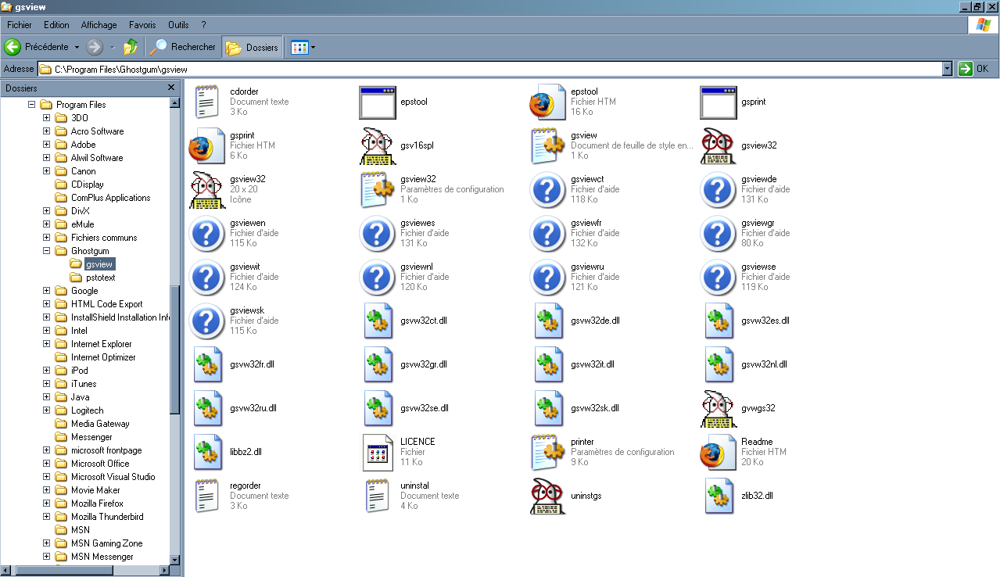 gsview
Fichier Edition Affichage Favoris Outils ?
Précédente Rechercher Dossiers
Adresse C:\Program Files\Ghostgum\gsview OK
Dossiers
Program Files
3DO
Acro Software
Adobe
Alwil Software
Canon
CDisplay
ComPlus Applications
DivX
eMule
Fichiers communs
Ghostgum
gsview
pstotext
Google
HTML Code Export
InstallShield Installation Info
Intel
Internet Explorer
Internet Optimizer
iPod
iTunes
Java
Logitech
Media Gateway
Messenger
microsoft frontpage
Microsoft Office
Microsoft Visual Studio
Movie Maker
Mozilla Firefox
Mozilla Thunderbird
MSN
MSN Gaming Zone
MSN Messenger
cdorder
Document texte
3 Ko
epstool
epstool
Fichier HTM
16 Ko
gsprint
gsprint
Fichier HTM
6 Ko
gsv16spl
gsview
Document de feuille de style en...
1 Ko
gsview32
gsview32
20 x 20
Icône
gsview32
Paramètres de configuration
1 Ko
gsviewct
Fichier d'aide
118 Ko
gsviewde
Fichier d'aide
131 Ko
gsviewen
Fichier d'aide
115 Ko
gsviewes
Fichier d'aide
131 Ko
gsviewfr
Fichier d'aide
132 Ko
gsviewgr
Fichier d'aide
80 Ko
gsviewit
Fichier d'aide
124 Ko
gsviewnl
Fichier d'aide
120 Ko
gsviewru
Fichier d'aide
121 Ko
gsviewse
Fichier d'aide
119 Ko
gsviewsk
Fichier d'aide
115 Ko
gsvw32ct.dll
gsvw32de.dll
gsvw32es.dll
gsvw32fr.dll
gsvw32gr.dll
gsvw32it.dll
gsvw32nl.dll
gsvw32ru.dll
gsvw32se.dll
gsvw32sk.dll
gvwgs32
libbz2.dll
LICENCE
Fichier
11 Ko
printer
Paramètres de configuration
9 Ko
Readme
Fichier HTM
20 Ko
regorder
Document texte
3 Ko
uninstal
Document texte
4 Ko
uninstgs
zlib32.dll